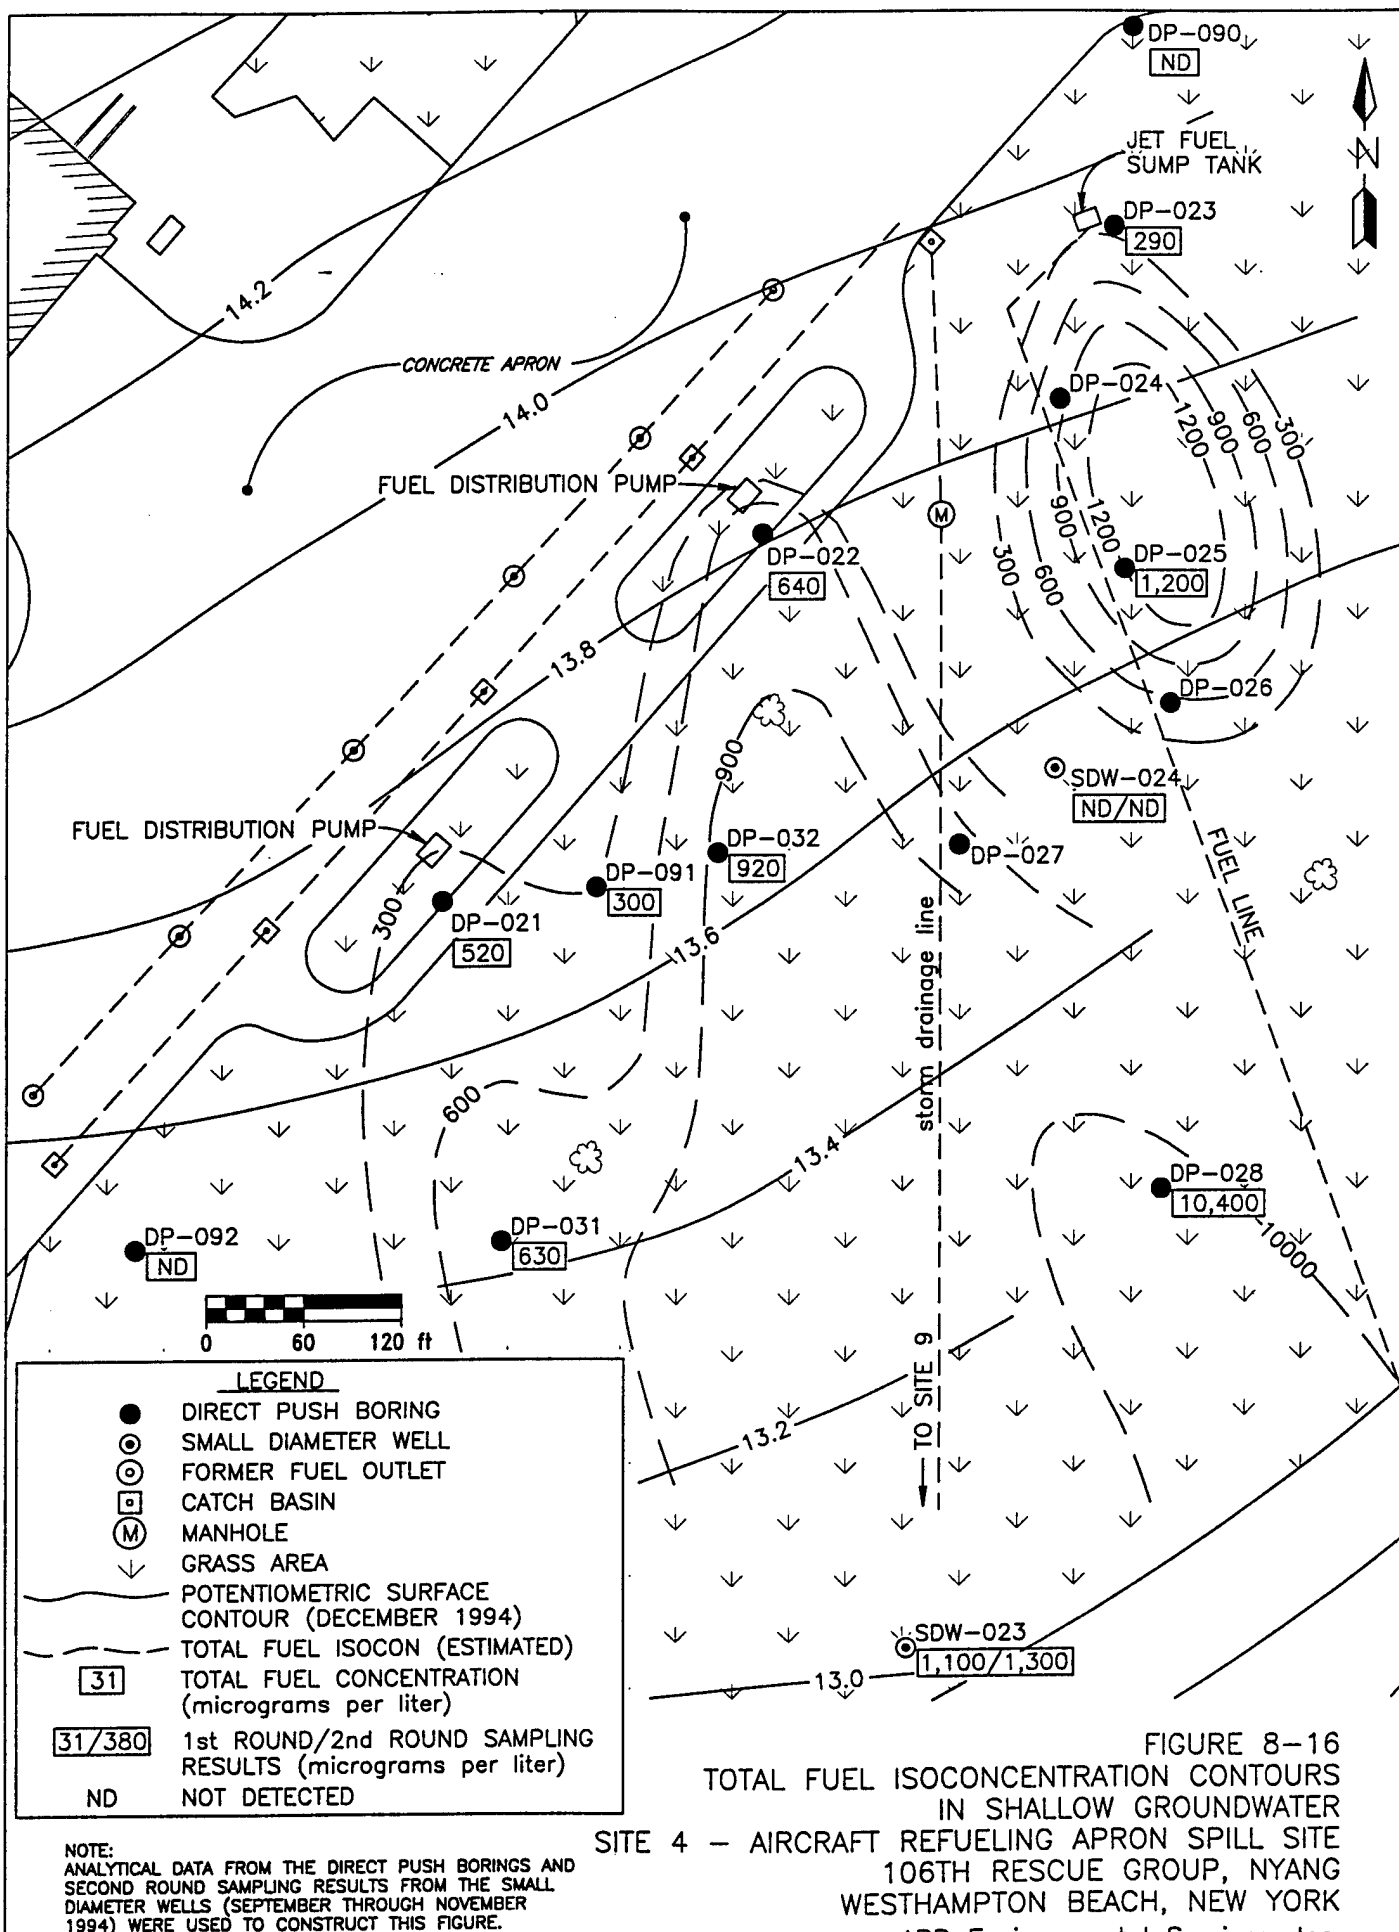 DP-090
ND
JET FUEL
SUMP TANK
N
DP-023
290
14.2
CONCRETE APRON
14.0
DP-024
1200
900
600
300
FUEL DISTRIBUTION PUMP
M
DP-022
640
300
600
900
1200
DP-025
1,200
13.8
DP-026
900
SDW-024
ND/ND
FUEL DISTRIBUTION PUMP
DP-032
920
DP-027
FUEL LINE
DP-091
300
300
DP-021
520
13.6
storm drainage line
600
13.4
DP-028
10,400
10000
DP-092
ND
DP-031
630
0 60 120 ft
TO SITE 9
13.2
LEGEND
DIRECT PUSH BORING
SMALL DIAMETER WELL
FORMER FUEL OUTLET
CATCH BASIN
M MANHOLE
GRASS AREA
POTENTIOMETRIC SURFACE
CONTOUR (DECEMBER 1994)
TOTAL FUEL ISOCON (ESTIMATED)
31 TOTAL FUEL CONCENTRATION
(micrograms per liter)
31/380 1st ROUND/2nd ROUND SAMPLING
RESULTS (micrograms per liter)
ND NOT DETECTED
SDW-023
1,100/1,300
13.0
FIGURE 8-16
TOTAL FUEL ISOCONCENTRATION CONTOURS
IN SHALLOW GROUNDWATER
SITE 4 - AIRCRAFT REFUELING APRON SPILL SITE
106TH RESCUE GROUP, NYANG
WESTHAMPTON BEACH, NEW YORK
NOTE:
ANALYTICAL DATA FROM THE DIRECT PUSH BORINGS AND
SECOND ROUND SAMPLING RESULTS FROM THE SMALL
DIAMETER WELLS (SEPTEMBER THROUGH NOVEMBER
1994) WERE USED TO CONSTRUCT THIS FIGURE.